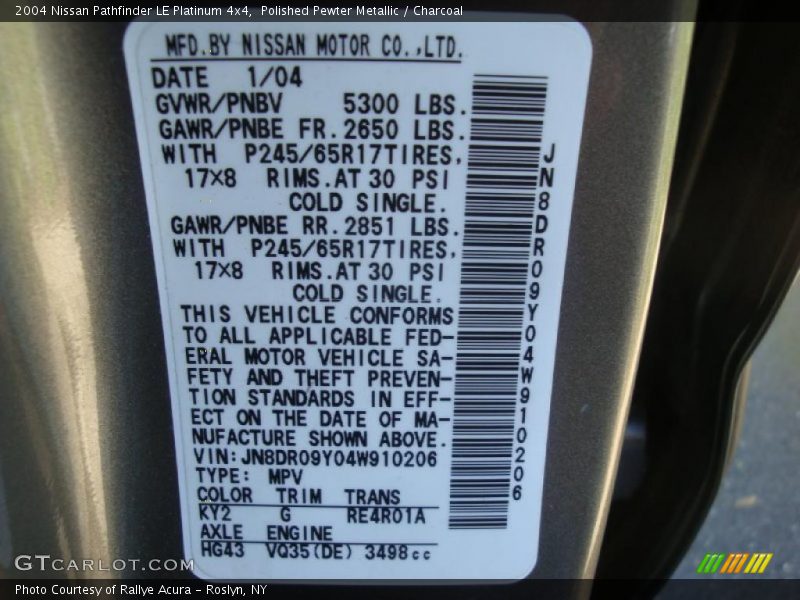 2004 Nissan Pathfinder LE Platinum 4x4, Polished Pewter Metallic / Charcoal
MFD.BY NISSAN MOTOR CO.,LTD.
DATE 1/04
GVWR/PNBV 5300 LBS.
GAWR/PNBE FR.2650 LBS.
WITH P245/65R17TIRES,
17×8 RIMS.AT 30 PSI
COLD SINGLE.
GAWR/PNBE RR.2851 LBS.
WITH P245/65R17TIRES,
17×8 RIMS.AT 30 PSI
COLD SINGLE.
THIS VEHICLE CONFORMS
TO ALL APPLICABLE FED-
ERAL MOTOR VEHICLE SA-
FETY AND THEFT PREVEN-
TION STANDARDS IN EFF-
ECT ON THE DATE OF MA-
NUFACTURE SHOWN ABOVE.
VIN:JN8DR09Y04W910206
TYPE: MPV
COLOR TRIM TRANS
KY2 G RE4R01A
AXLE ENGINE
HG43 VQ35(DE) 3498cc
JN8DR09Y04W910206
GTCarLot.com
Photo Courtesy of Rallye Acura – Roslyn, NY